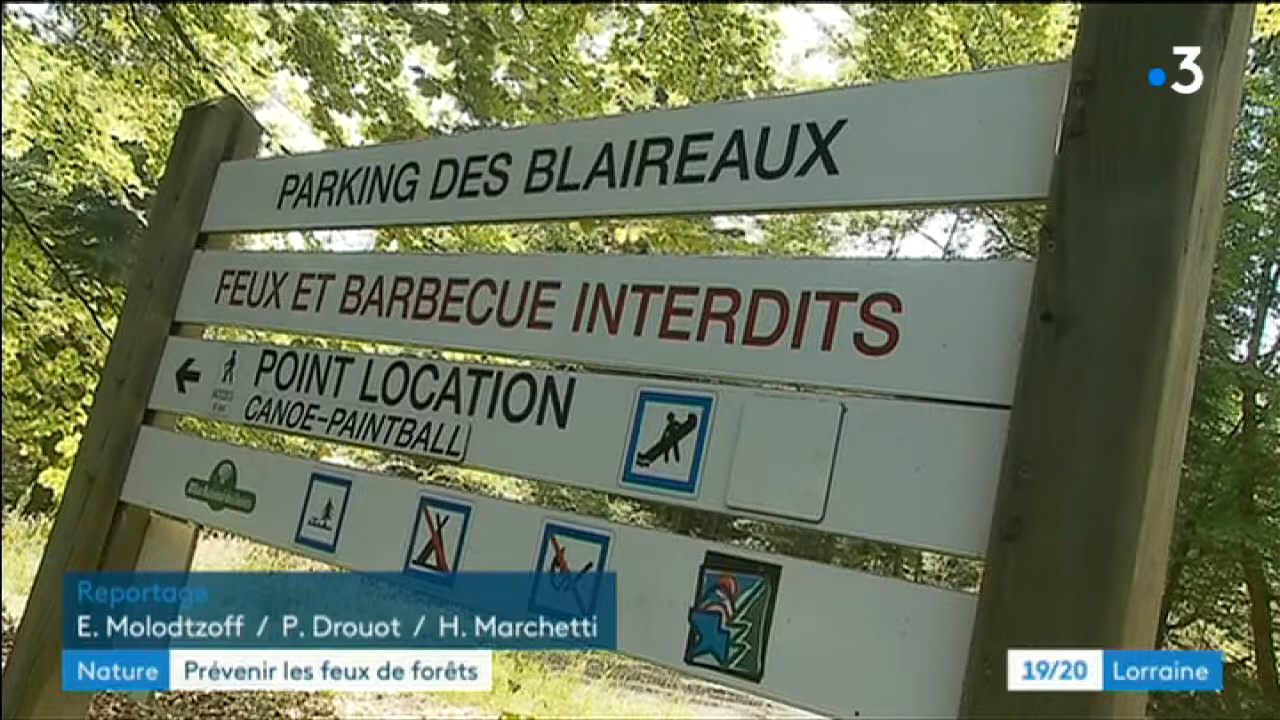 3
PARKING DES BLAIREAUX
FEUX ET BARBECUE INTERDITS
POINT LOCATION
CANOE-PAINTBALL
Reportage
E. Molodtzoff / P. Drouot / H. Marchetti
Nature Prévenir les feux de forêts
19/20 Lorraine